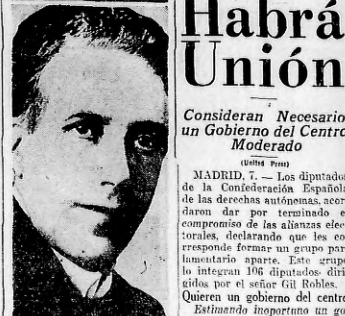 Habrá
Unión
Consideran Necesario
un Gobierno del Centro
Moderado
(United Press)
MADRID, 7. — Los diputados
de la Confederación Española
de las derechas autónomas, acor
daron dar por terminado e
compromiso de las alianzas elec
torales, declarando que les co
rresponde formar un grupo par
lamentario aparte. Este grupo
lo integran 106 diputados diri
gidos por el señor Gil Robles.
Quieren un gobierno del centro
Estimando inoportuno un go